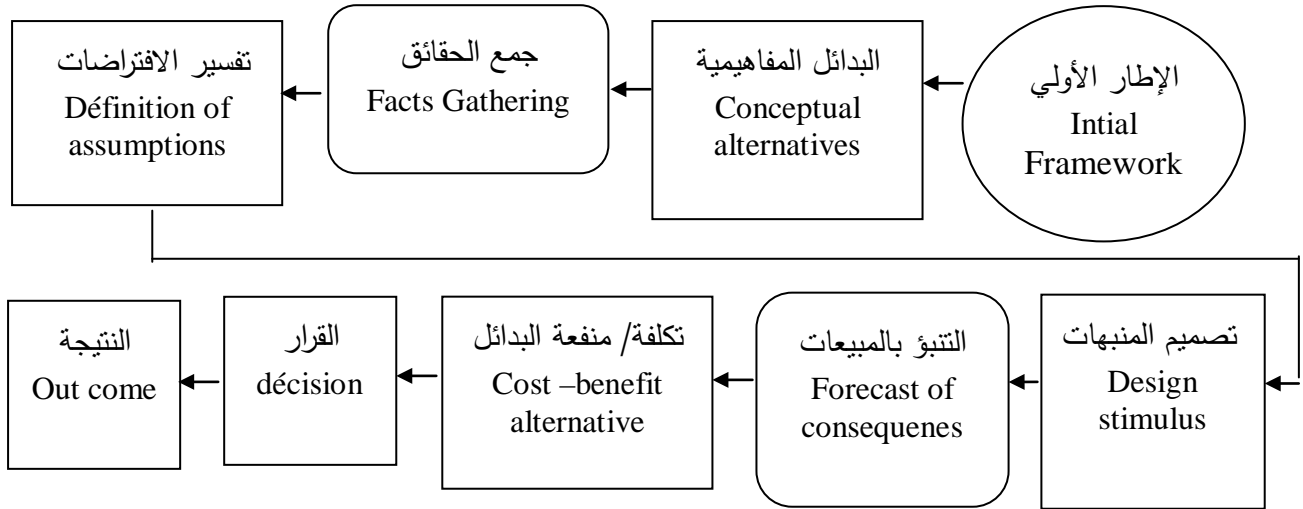 الإطار الأولي
Intial
Framework
البدائل المفاهيمية
Conceptual
alternatives
جمع الحقائق
Facts Gathering
تفسير الافتراضات
Définition of
assumptions
تصميم المنبهات
Design
stimulus
التنبؤ بالمبيعات
Forecast of
consequenes
تكلفة/ منفعة البدائل
Cost –benefit
alternative
القرار
décision
النتيجة
Out come